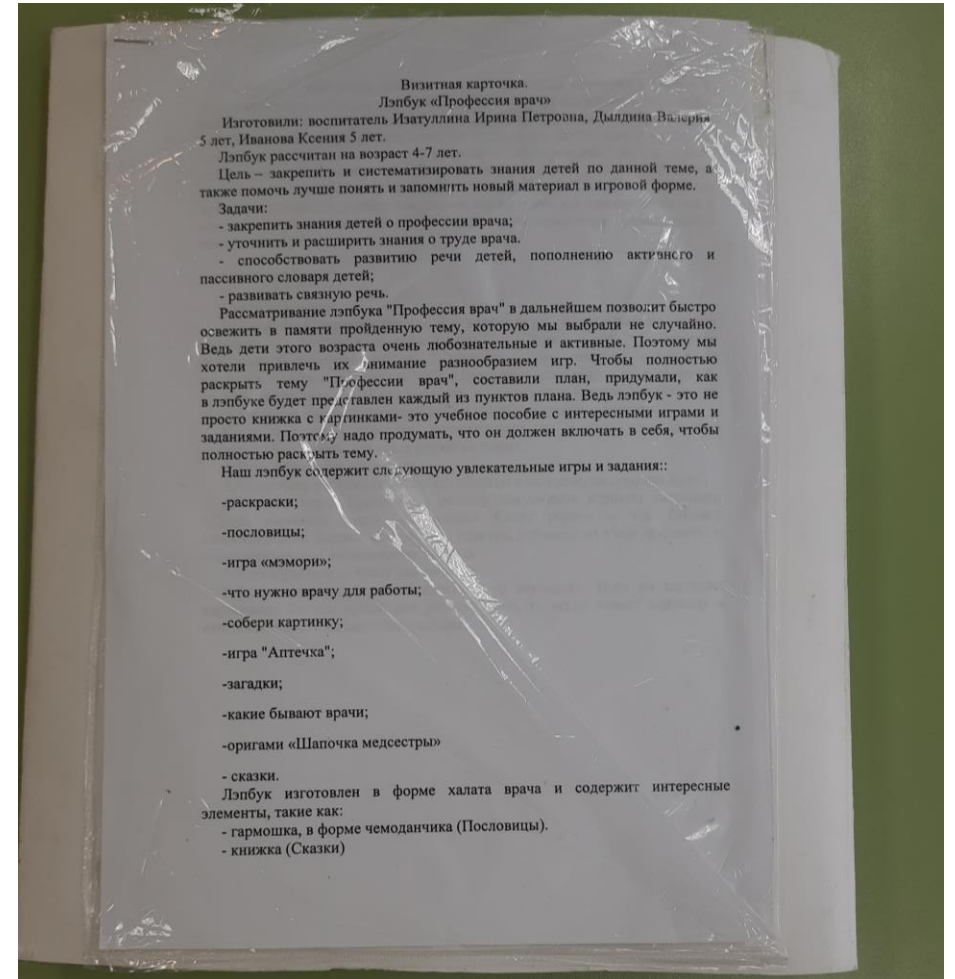 Визитная карточка.
Лэпбук «Профессия врач»
Изготовили: воспитатель Изатуллина Ирина Петровна, Дылдина Валерия
5 лет, Иванова Ксения 5 лет.
Лэпбук рассчитан на возраст 4-7 лет.
Цель – закрепить и систематизировать знания детей по данной теме, а
также помочь лучше понять и запомнить новый материал в игровой форме.
Задачи:
- закрепить знания детей о профессии врача;
- уточнить и расширить знания о труде врача.
- способствовать развитию речи детей, пополнению активного и
пассивного словаря детей;
- развивать связную речь.
Рассматривание лэпбука "Профессия врач" в дальнейшем позволит быстро
освежить в памяти пройденную тему, которую мы выбрали не случайно.
Ведь дети этого возраста очень любознательные и активные. Поэтому мы
хотели привлечь их внимание разнообразием игр. Чтобы полностью
раскрыть тему "Профессии врач", составили план, придумали, как
в лэпбуке будет представлен каждый из пунктов плана. Ведь лэпбук - это не
просто книжка с картинками- это учебное пособие с интересными играми и
заданиями. Поэтому надо продумать, что он должен включать в себя, чтобы
полностью раскрыть тему.
Наш лэпбук содержит следующую увлекательные игры и задания::
-раскраски;
-пословицы;
-игра «мэмори»;
-что нужно врачу для работы;
-собери картинку;
-игра "Аптечка";
-загадки;
-какие бывают врачи;
-оригами «Шапочка медсестры»
- сказки.
Лэпбук изготовлен в форме халата врача и содержит интересные
элементы, такие как:
- гармошка, в форме чемоданчика (Пословицы).
- книжка (Сказки)